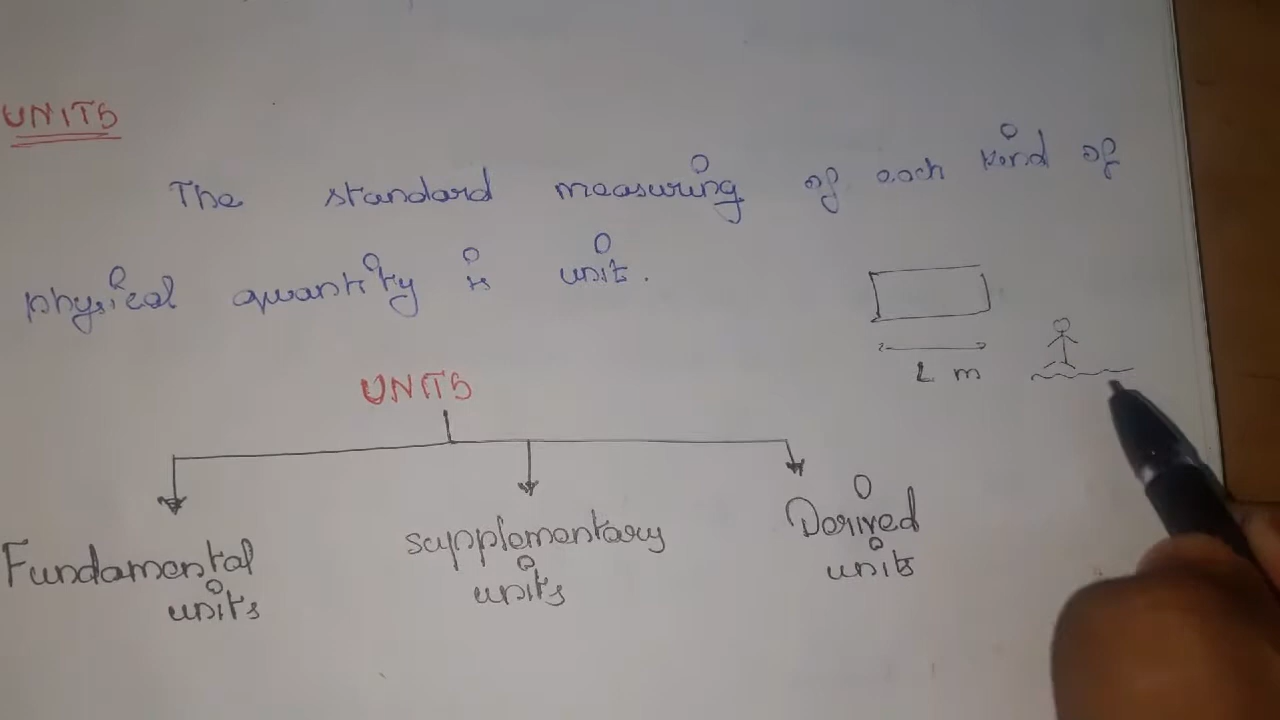 UNITS
The standard measuring of each kind of
physical quantity is unit.
L m
UNITS
Fundamental units
supplementary units
Derived units